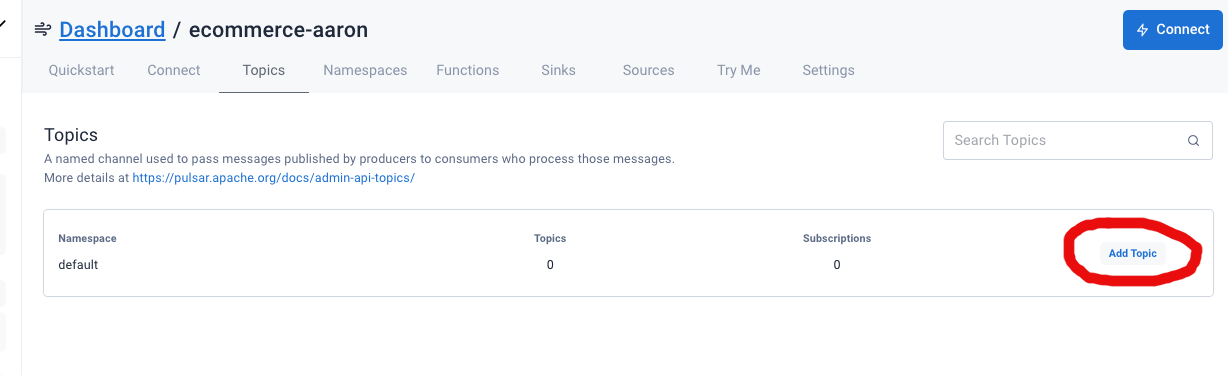 Dashboard / ecommerce-aaron
Connect
Quickstart Connect Topics Namespaces Functions Sinks Sources Try Me Settings
Topics
A named channel used to pass messages published by producers to consumers who process those messages.
More details at https://pulsar.apache.org/docs/admin-api-topics/
Search Topics
Namespace Topics Subscriptions
Add Topic
default 0 0